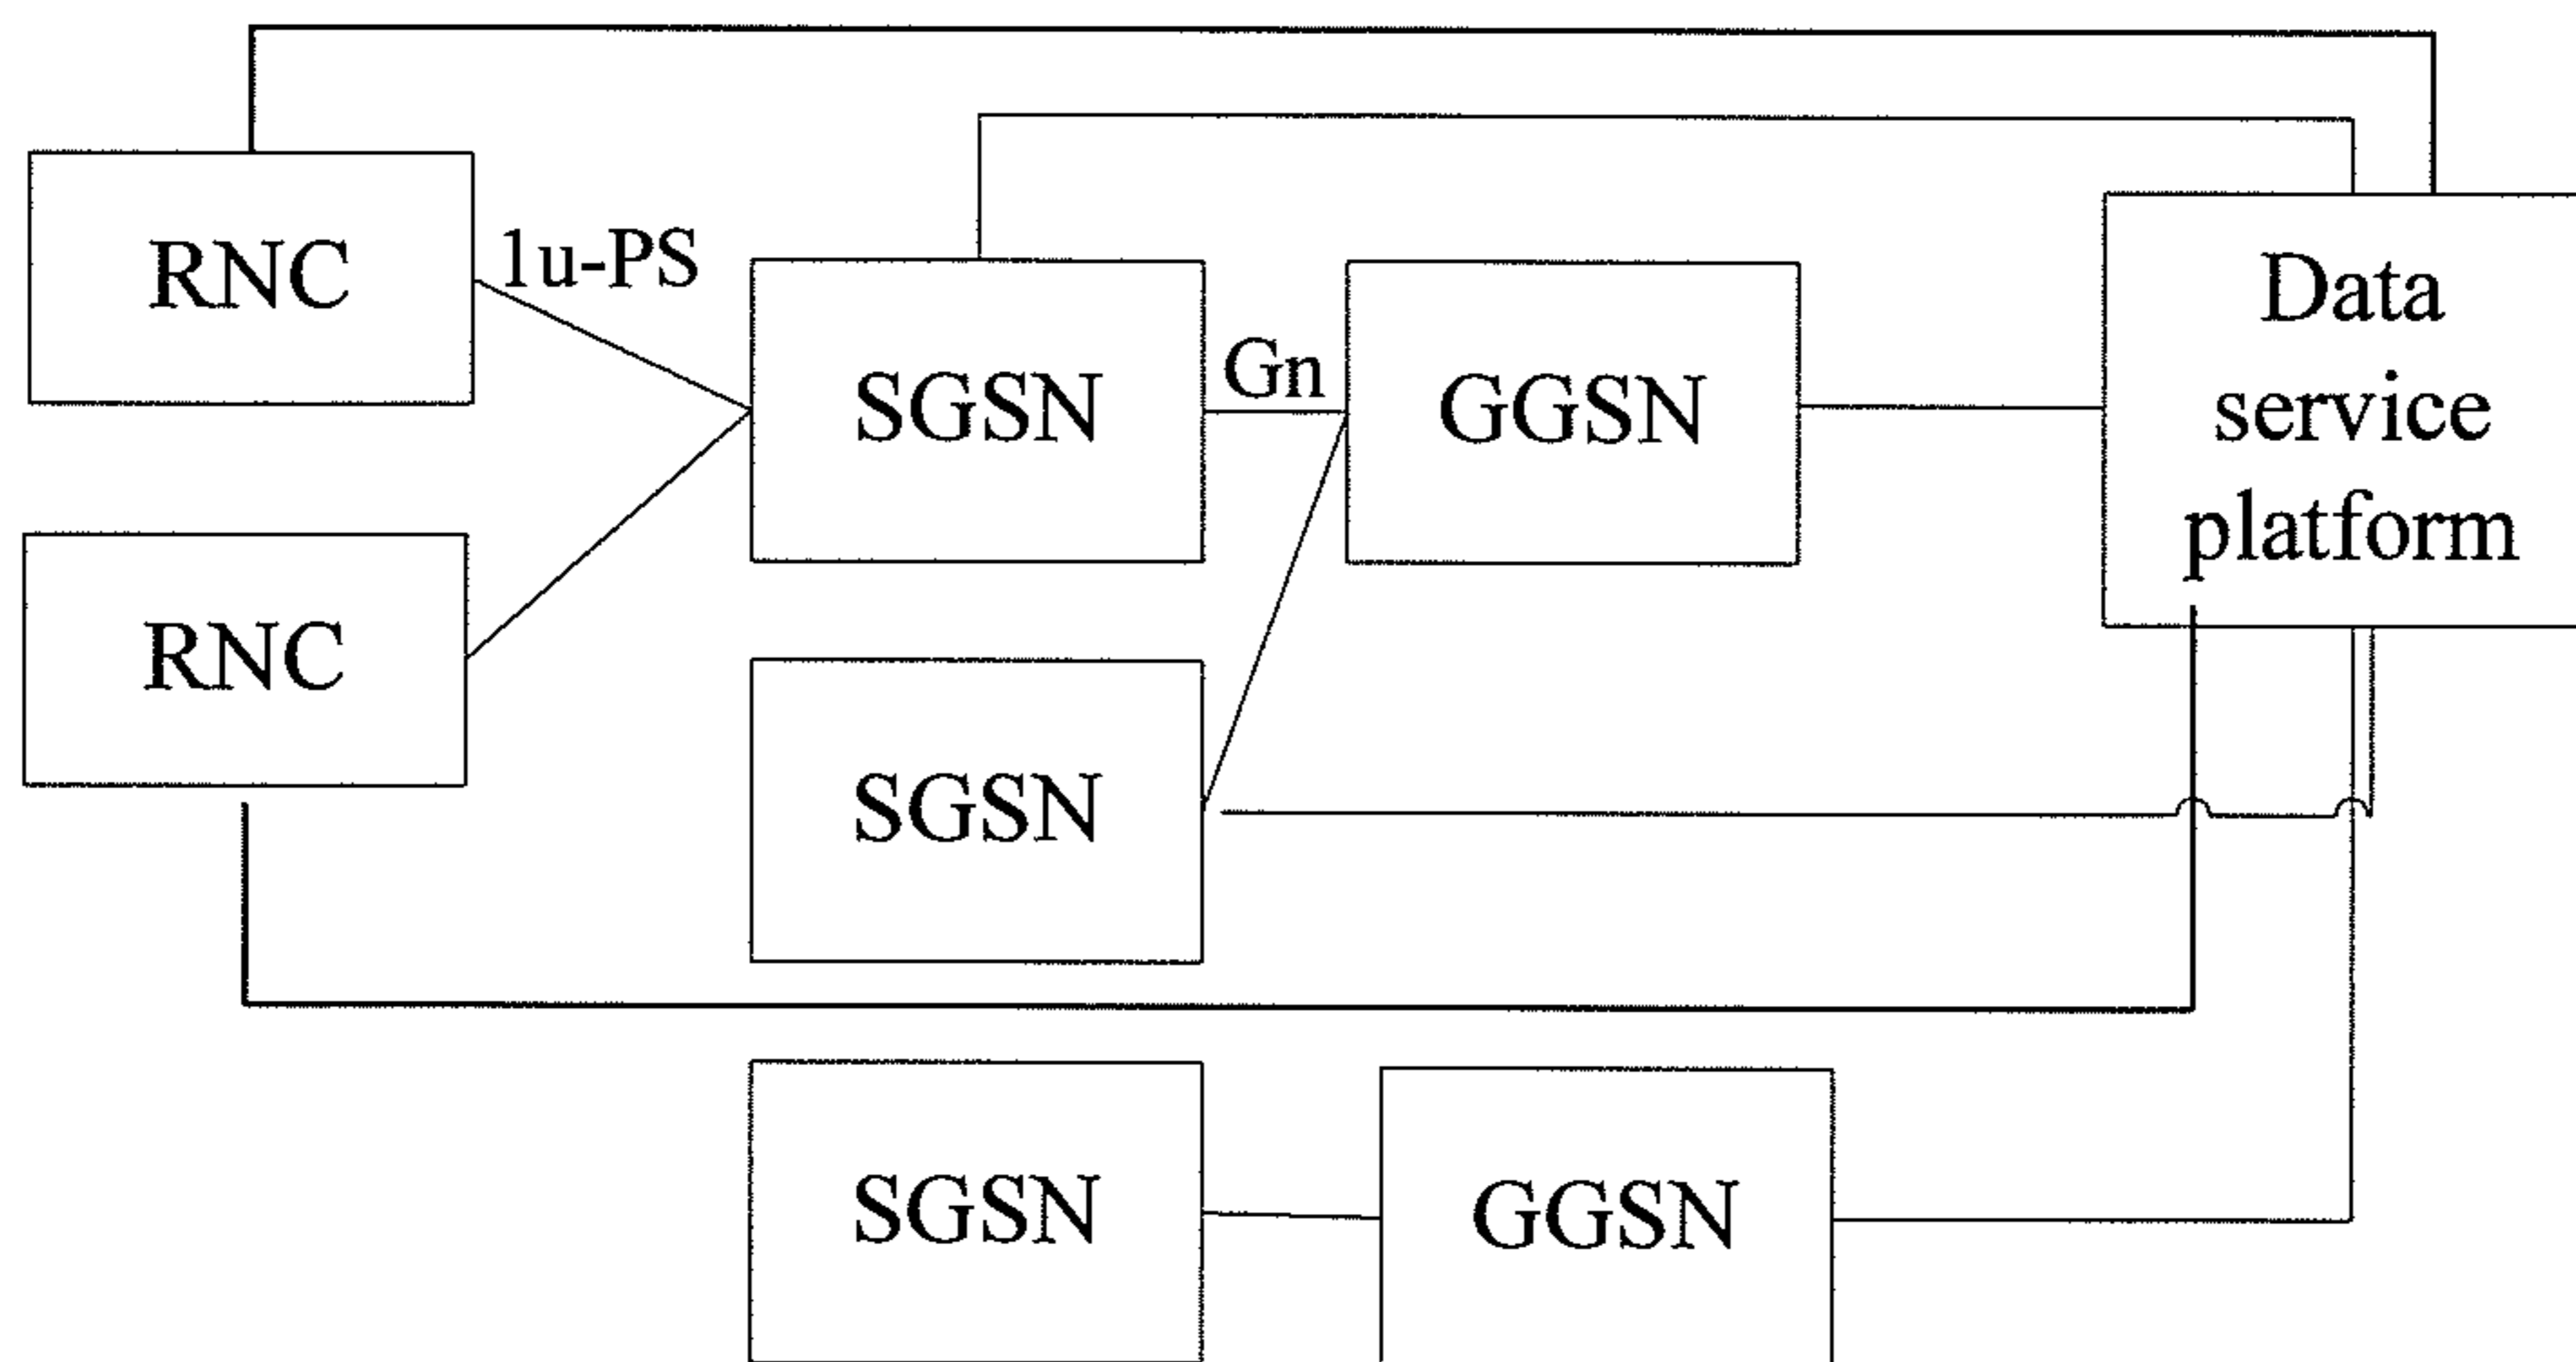 RNC
1u-PS
SGSN
Gn
GGSN
Data
service
platform
RNC
SGSN
SGSN
GGSN